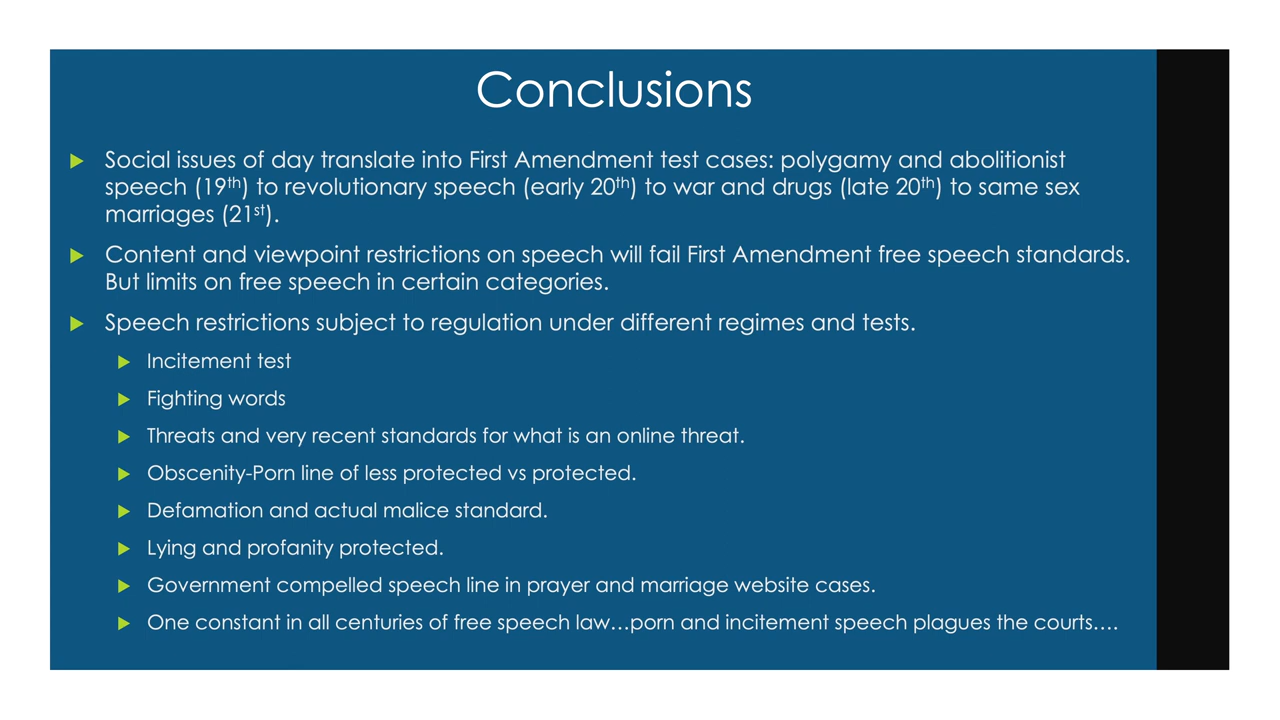 Conclusions
Social issues of day translate into First Amendment test cases: polygamy and abolitionist
speech (19th) to revolutionary speech (early 20th) to war and drugs (late 20th) to same sex
marriages (21st).
Content and viewpoint restrictions on speech will fail First Amendment free speech standards.
But limits on free speech in certain categories.
Speech restrictions subject to regulation under different regimes and tests.
Incitement test
Fighting words
Threats and very recent standards for what is an online threat.
Obscenity-Porn line of less protected vs protected.
Defamation and actual malice standard.
Lying and profanity protected.
Government compelled speech line in prayer and marriage website cases.
One constant in all centuries of free speech law…porn and incitement speech plagues the courts….